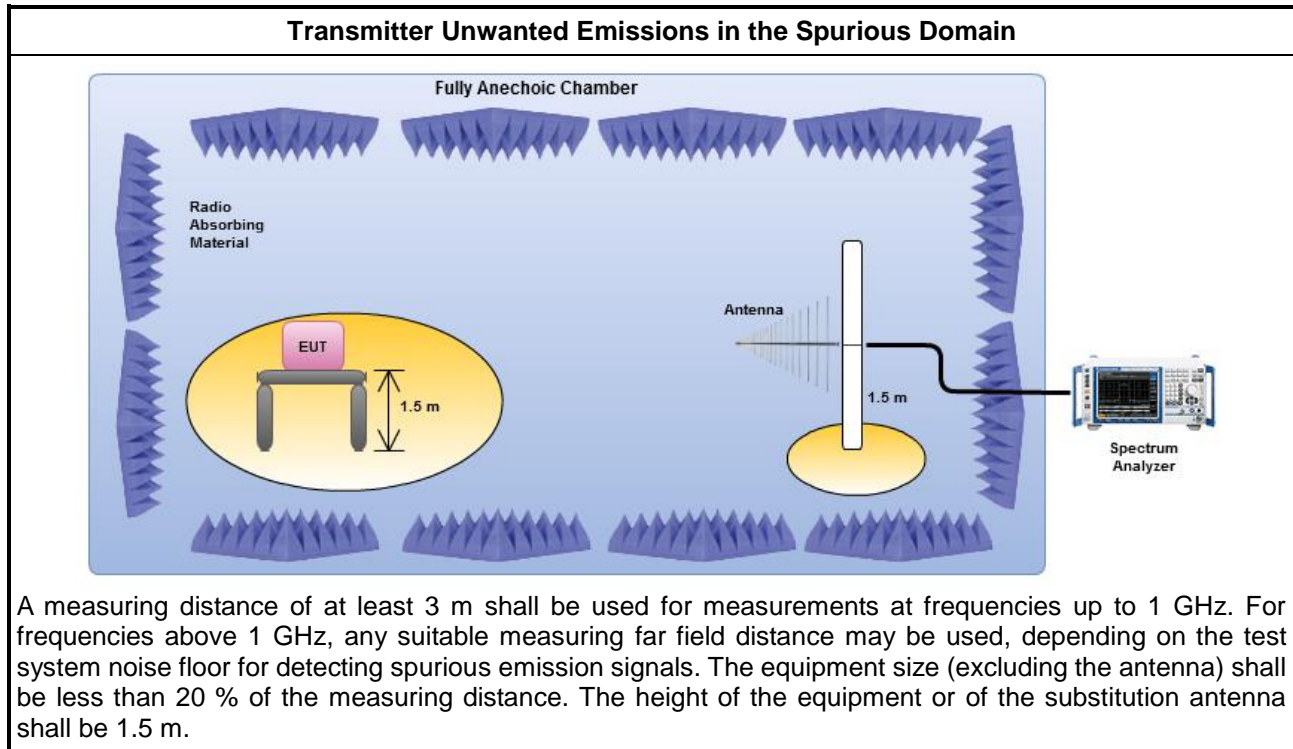 Transmitter Unwanted Emissions in the Spurious Domain
Fully Anechoic Chamber
Radio
Absorbing
Material
Antenna
EUT
1.5 m
1.5 m
Spectrum
Analyzer
A measuring distance of at least 3 m shall be used for measurements at frequencies up to 1 GHz. For
frequencies above 1 GHz, any suitable measuring far field distance may be used, depending on the test
system noise floor for detecting spurious emission signals. The equipment size (excluding the antenna) shall
be less than 20 % of the measuring distance. The height of the equipment or of the substitution antenna
shall be 1.5 m.